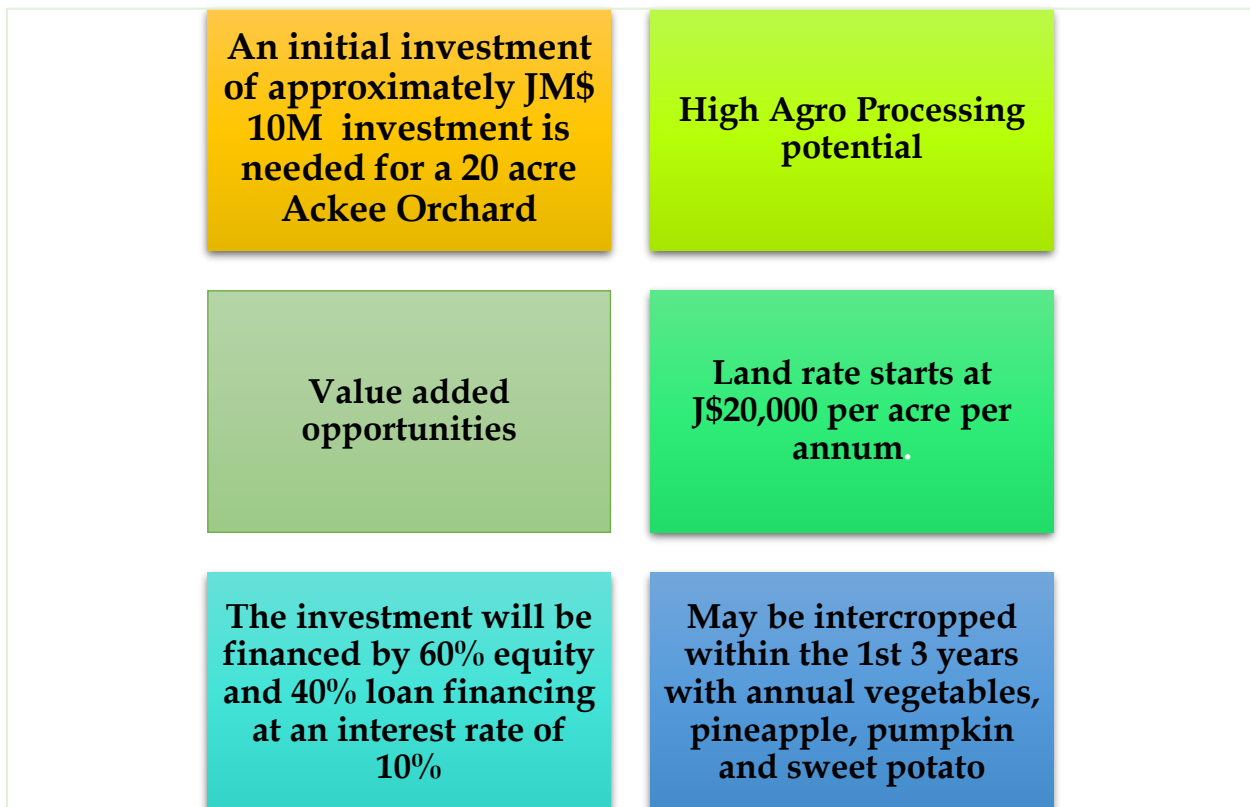 An initial investment
of approximately JM$
10M investment is
needed for a 20 acre
Ackee Orchard
High Agro Processing
potential
Value added
opportunities
Land rate starts at
J$20,000 per acre per
annum.
The investment will be
financed by 60% equity
and 40% loan financing
at an interest rate of
10%
May be intercropped
within the 1st 3 years
with annual vegetables,
pineapple, pumpkin
and sweet potato